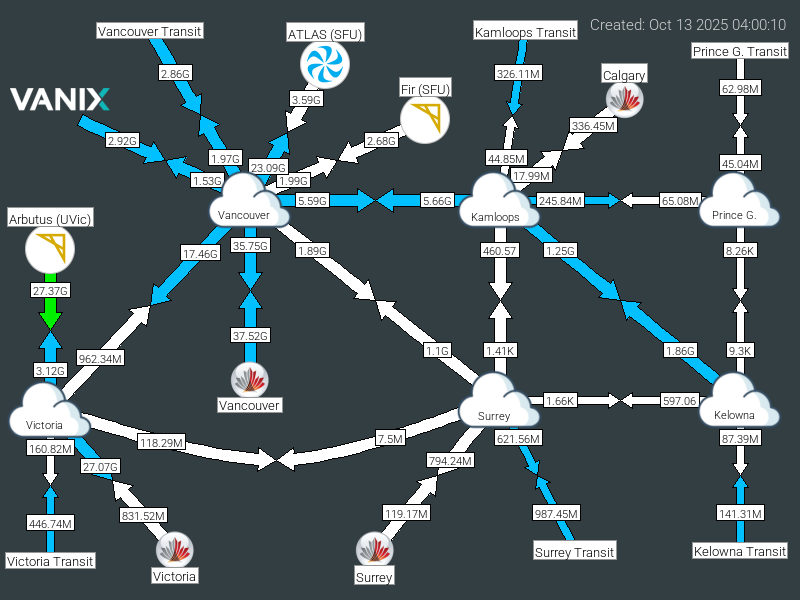 Created: Oct 13 2025 04:00:10
Vancouver Transit
ATLAS (SFU)
Kamloops Transit
Prince G. Transit
2.86G
326.11M
Calgary
Fir (SFU)
62.98M
VANIX
3.59G
336.45M
2.92G
2.68G
1.97G
44.85M
45.04M
23.09G
1.53G
1.99G
17.99M
5.59G
5.66G
245.84M
65.08M
Vancouver
Kamloops
Prince G.
Arbutus (UVic)
17.46G
35.75G
1.89G
460.57
1.25G
8.26K
27.37G
37.52G
962.34M
1.1G
1.41K
1.86G
9.3K
3.12G
Vancouver
1.66K
597.06
Victoria
Surrey
Kelowna
160.82M
118.29M
7.5M
621.56M
87.39M
27.07G
794.24M
446.74M
831.52M
119.17M
987.45M
141.31M
Victoria Transit
Victoria
Surrey
Surrey Transit
Kelowna Transit